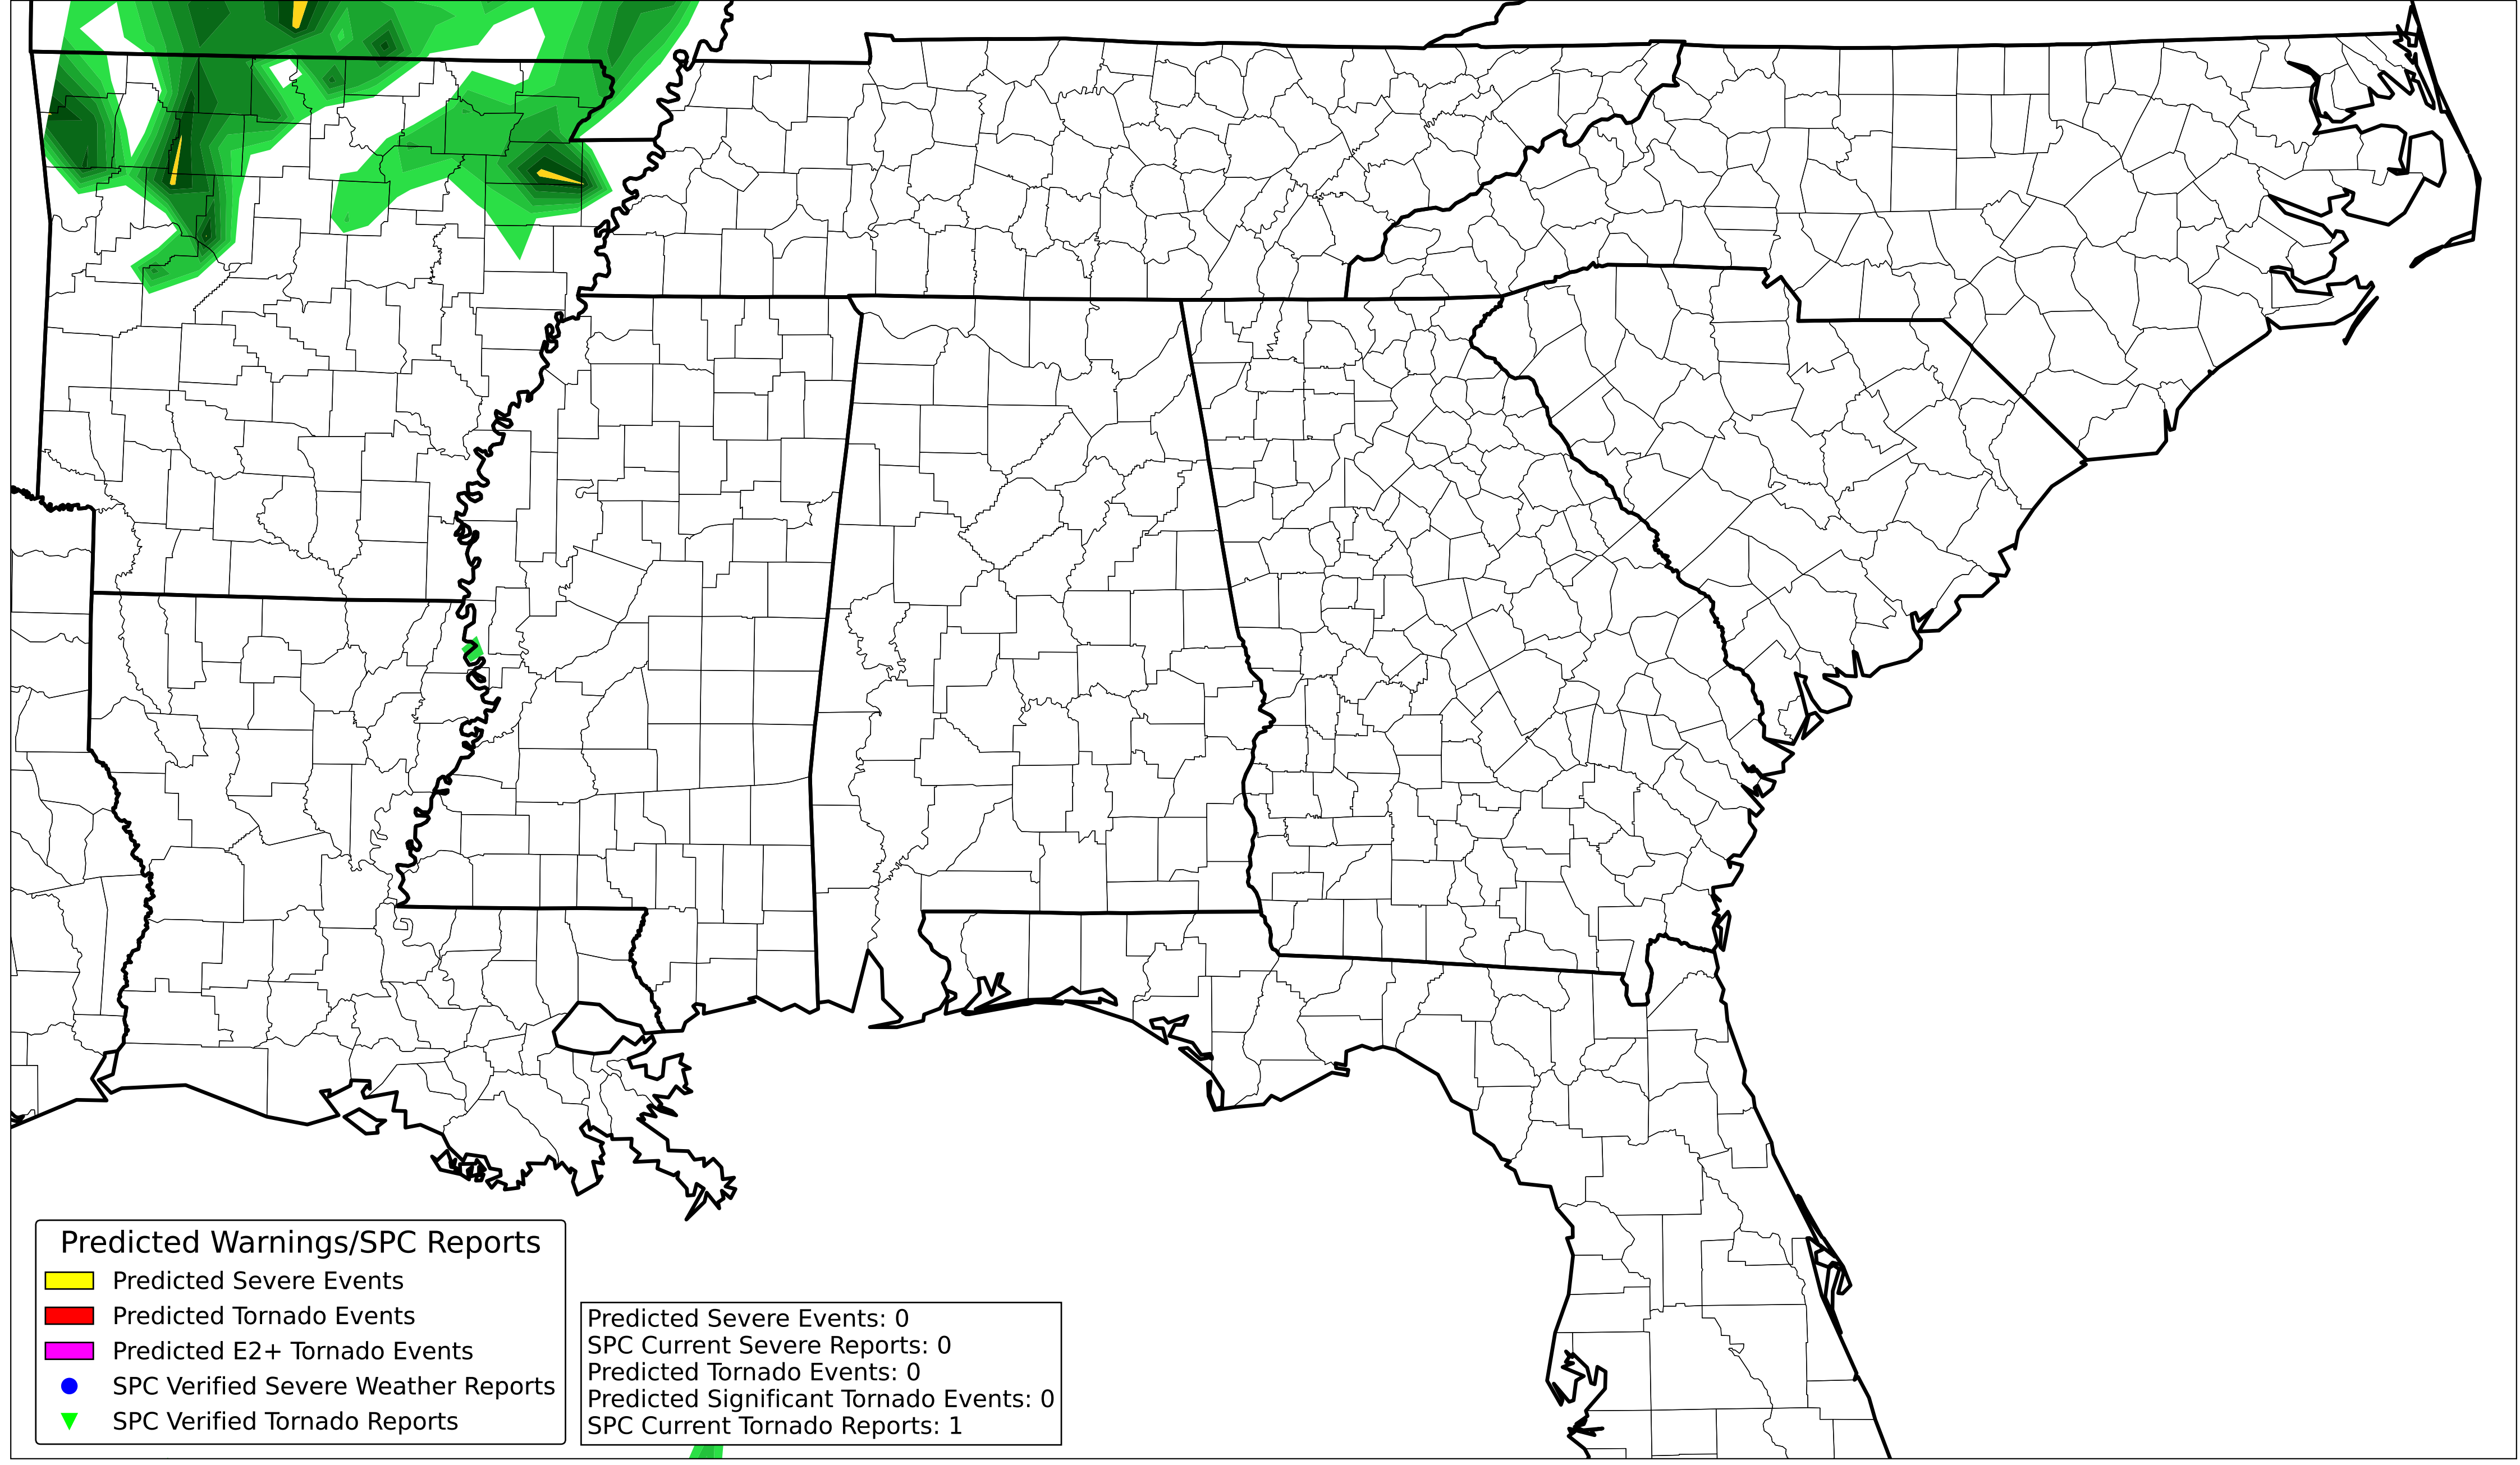 Predicted Warnings/SPC Reports
Predicted Severe Events
Predicted Tornado Events
Predicted E2+ Tornado Events
SPC Verified Severe Weather Reports
SPC Verified Tornado Reports
Predicted Severe Events: 0
SPC Current Severe Reports: 0
Predicted Tornado Events: 0
Predicted Significant Tornado Events: 0
SPC Current Tornado Reports: 1